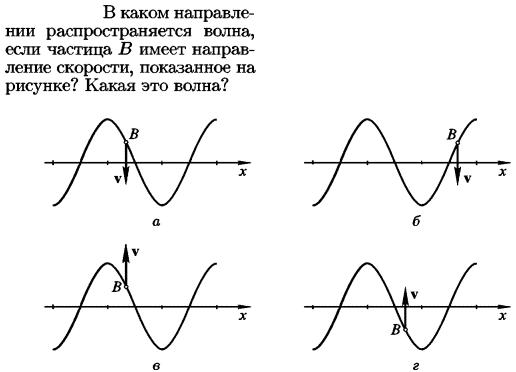 В каком направле-
нии распространяется волна,
если частица B имеет направ-
ление скорости, показанное на
рисунке? Какая это волна?
B
v
x
а
B
v
x
б
v
B
x
в
v
B
x
г